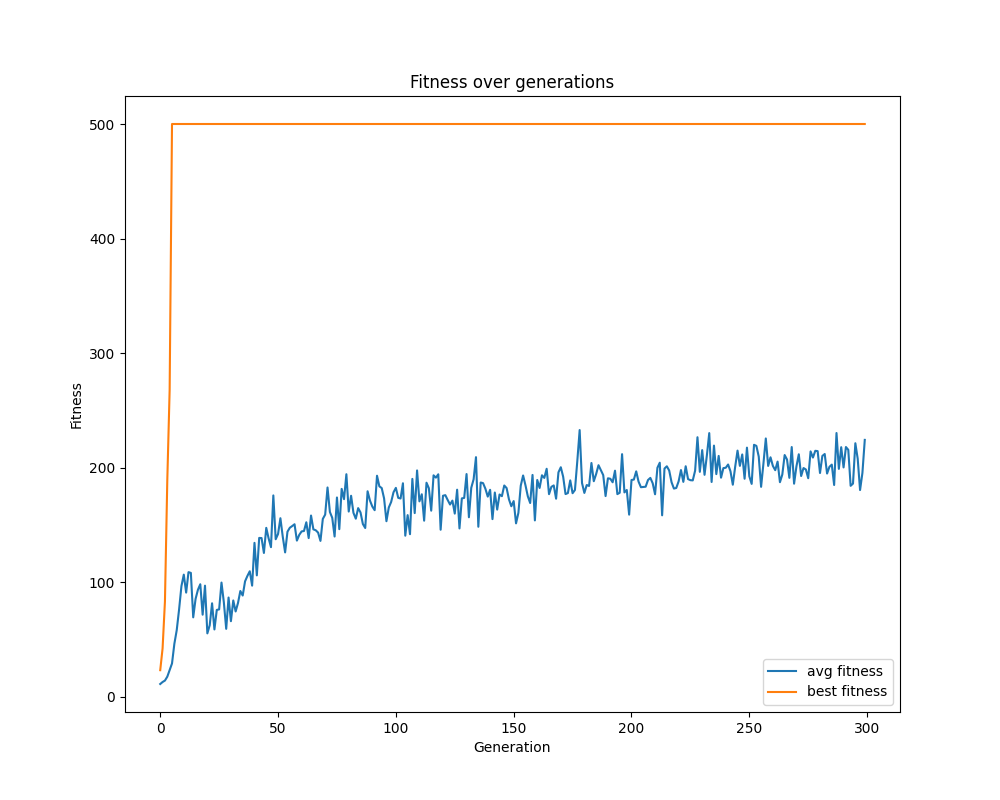 Fitness over generations
500
400
300
200
100
0
Fitness
0 50 100 150 200 250 300
Generation
avg fitness
best fitness